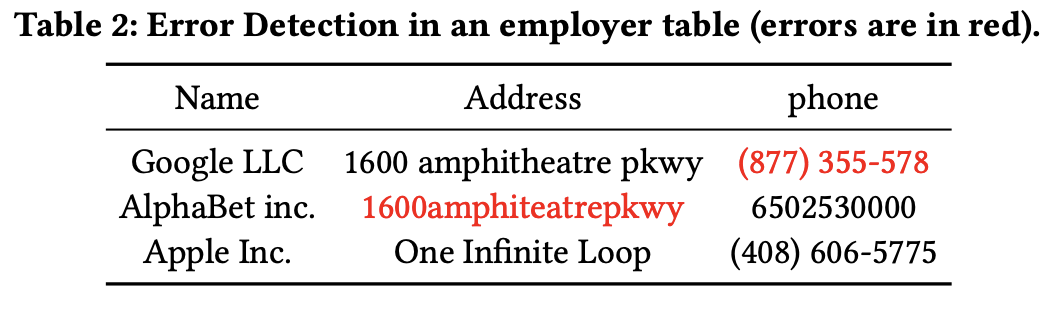 Table 2: Error Detection in an employer table (errors are in red).
Name Address phone
Google LLC 1600 amphitheatre pkwy (877) 355-578
AlphaBet inc. 1600amphiteatrepkwy 6502530000
Apple Inc. One Infinite Loop (408) 606-5775